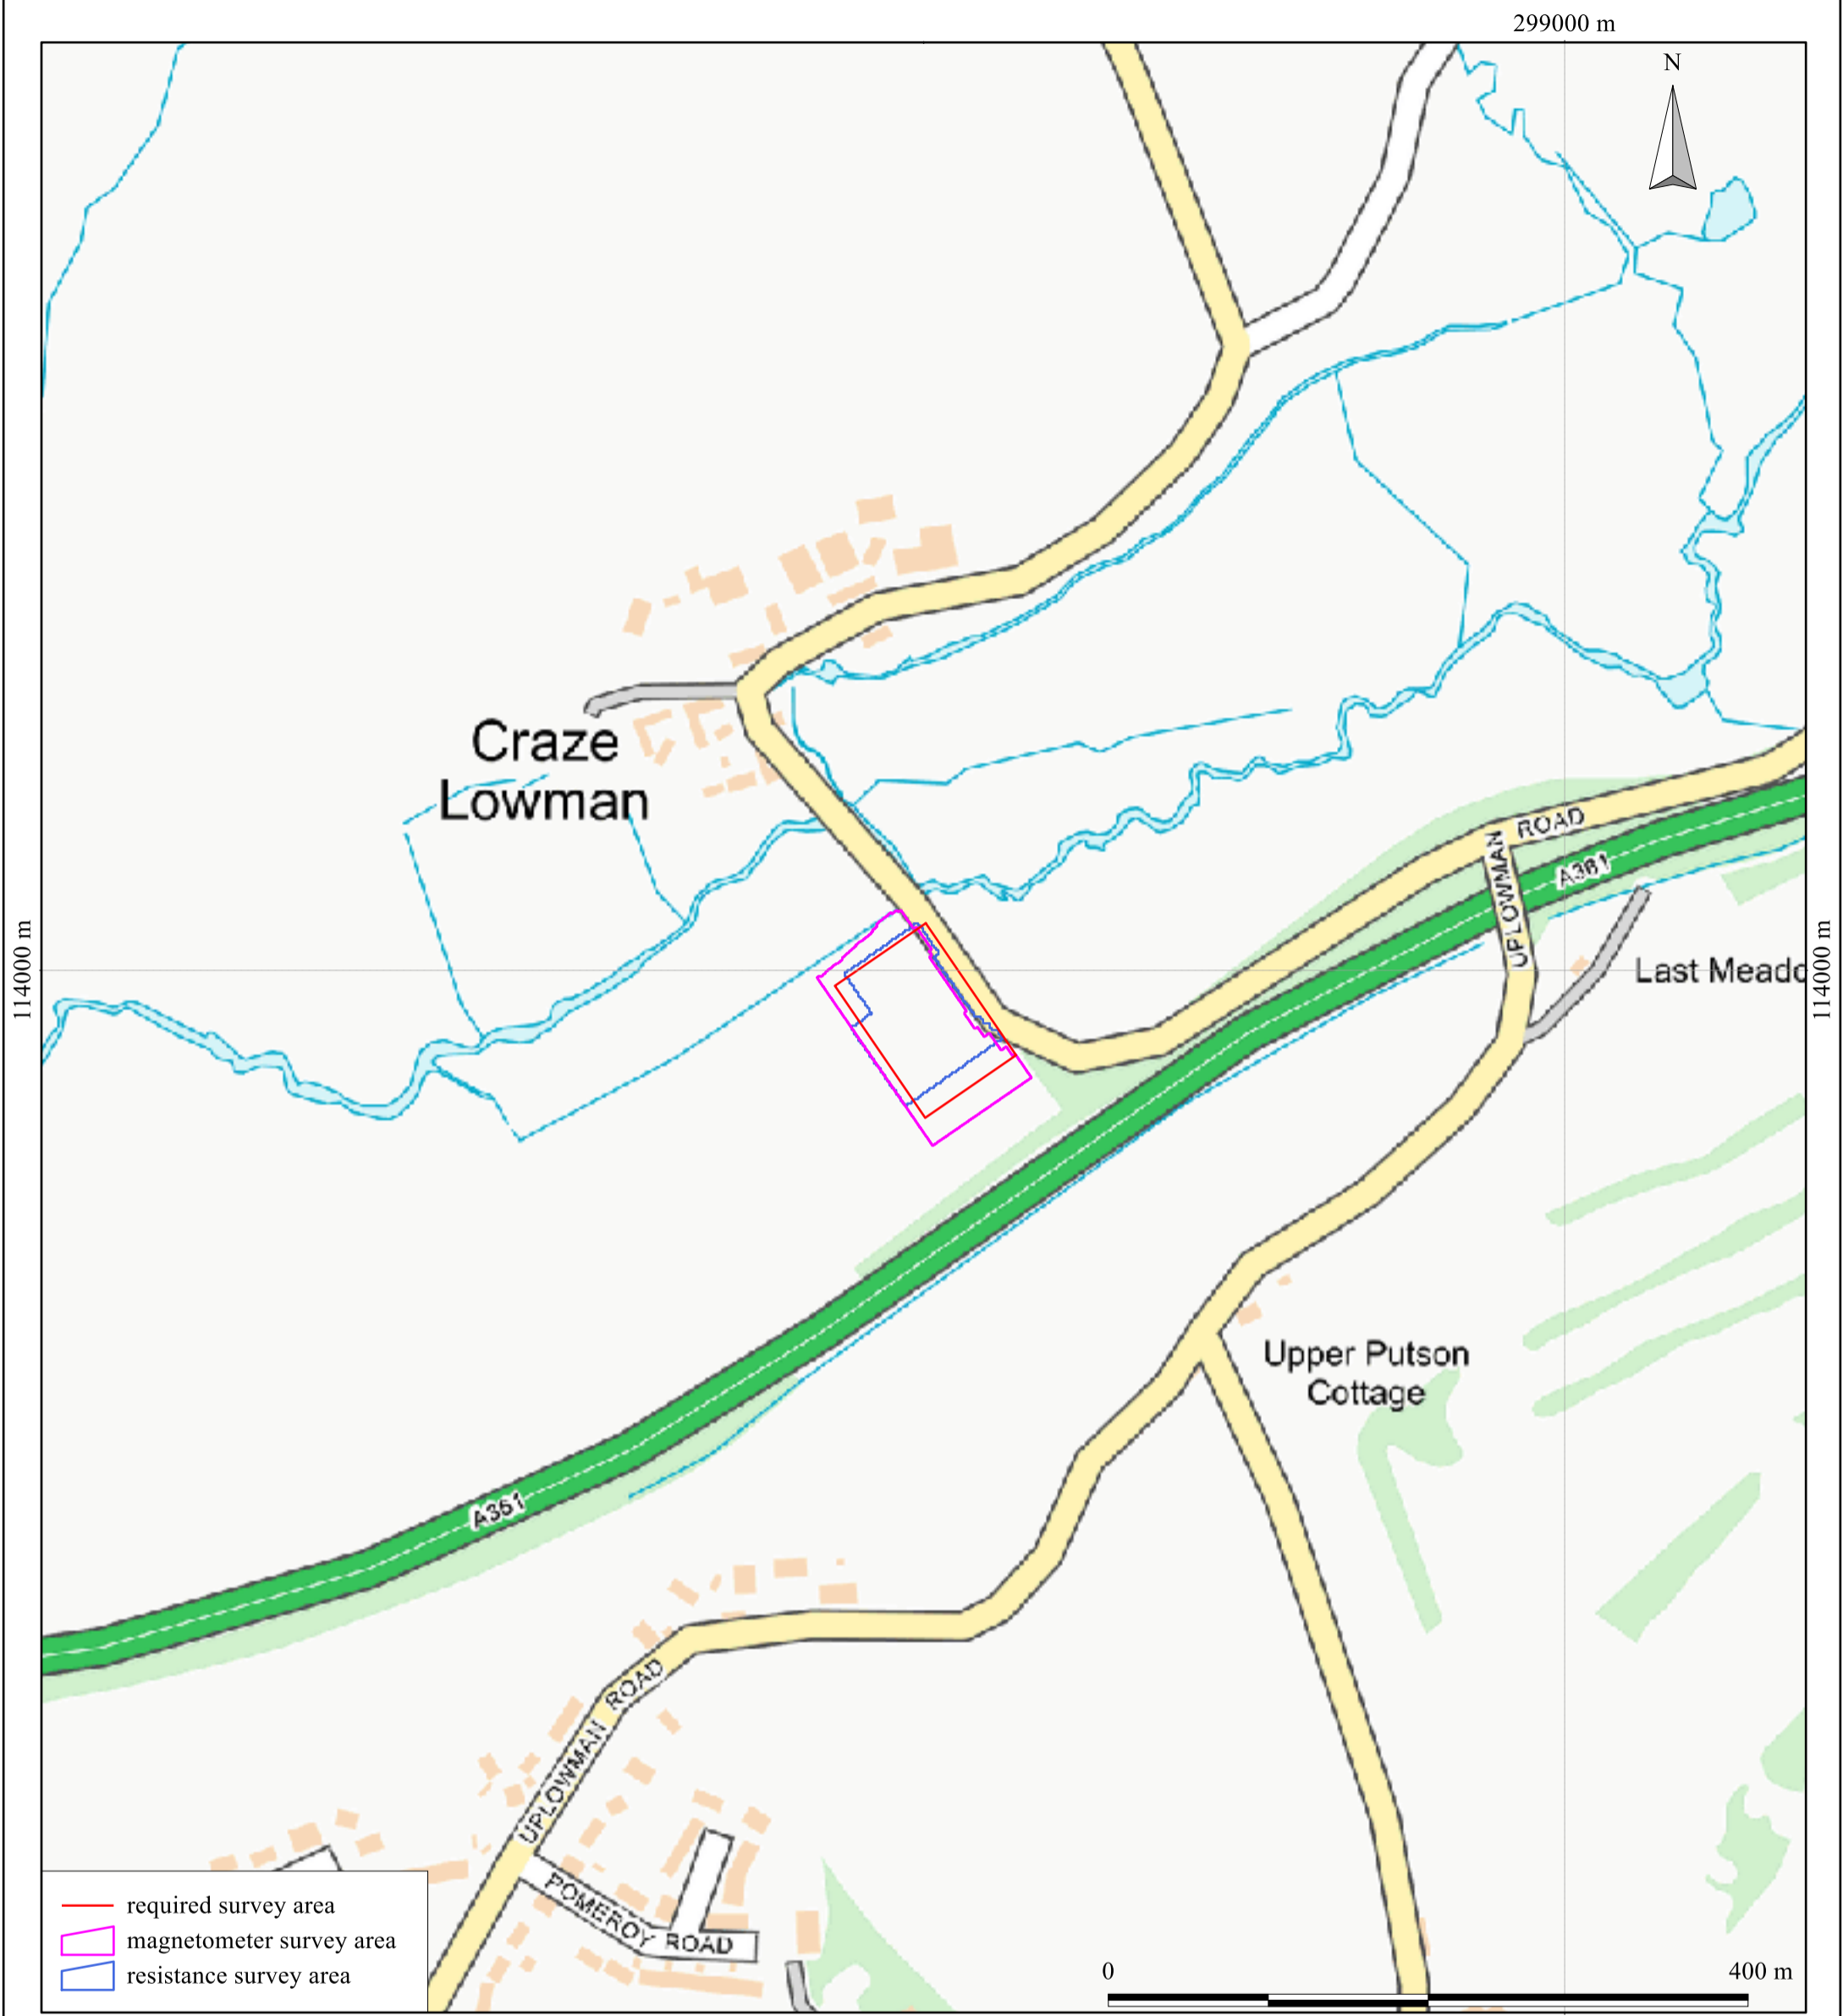 299000 m
N
Craze
Lowman
ROAD
UPLOWMAN
A361
114000 m
Last Meado
114000 m
Upper Putson
Cottage
A361
UPLOWMAN ROAD
POMEROY ROAD
required survey area
magnetometer survey area
resistance survey area
0
400 m